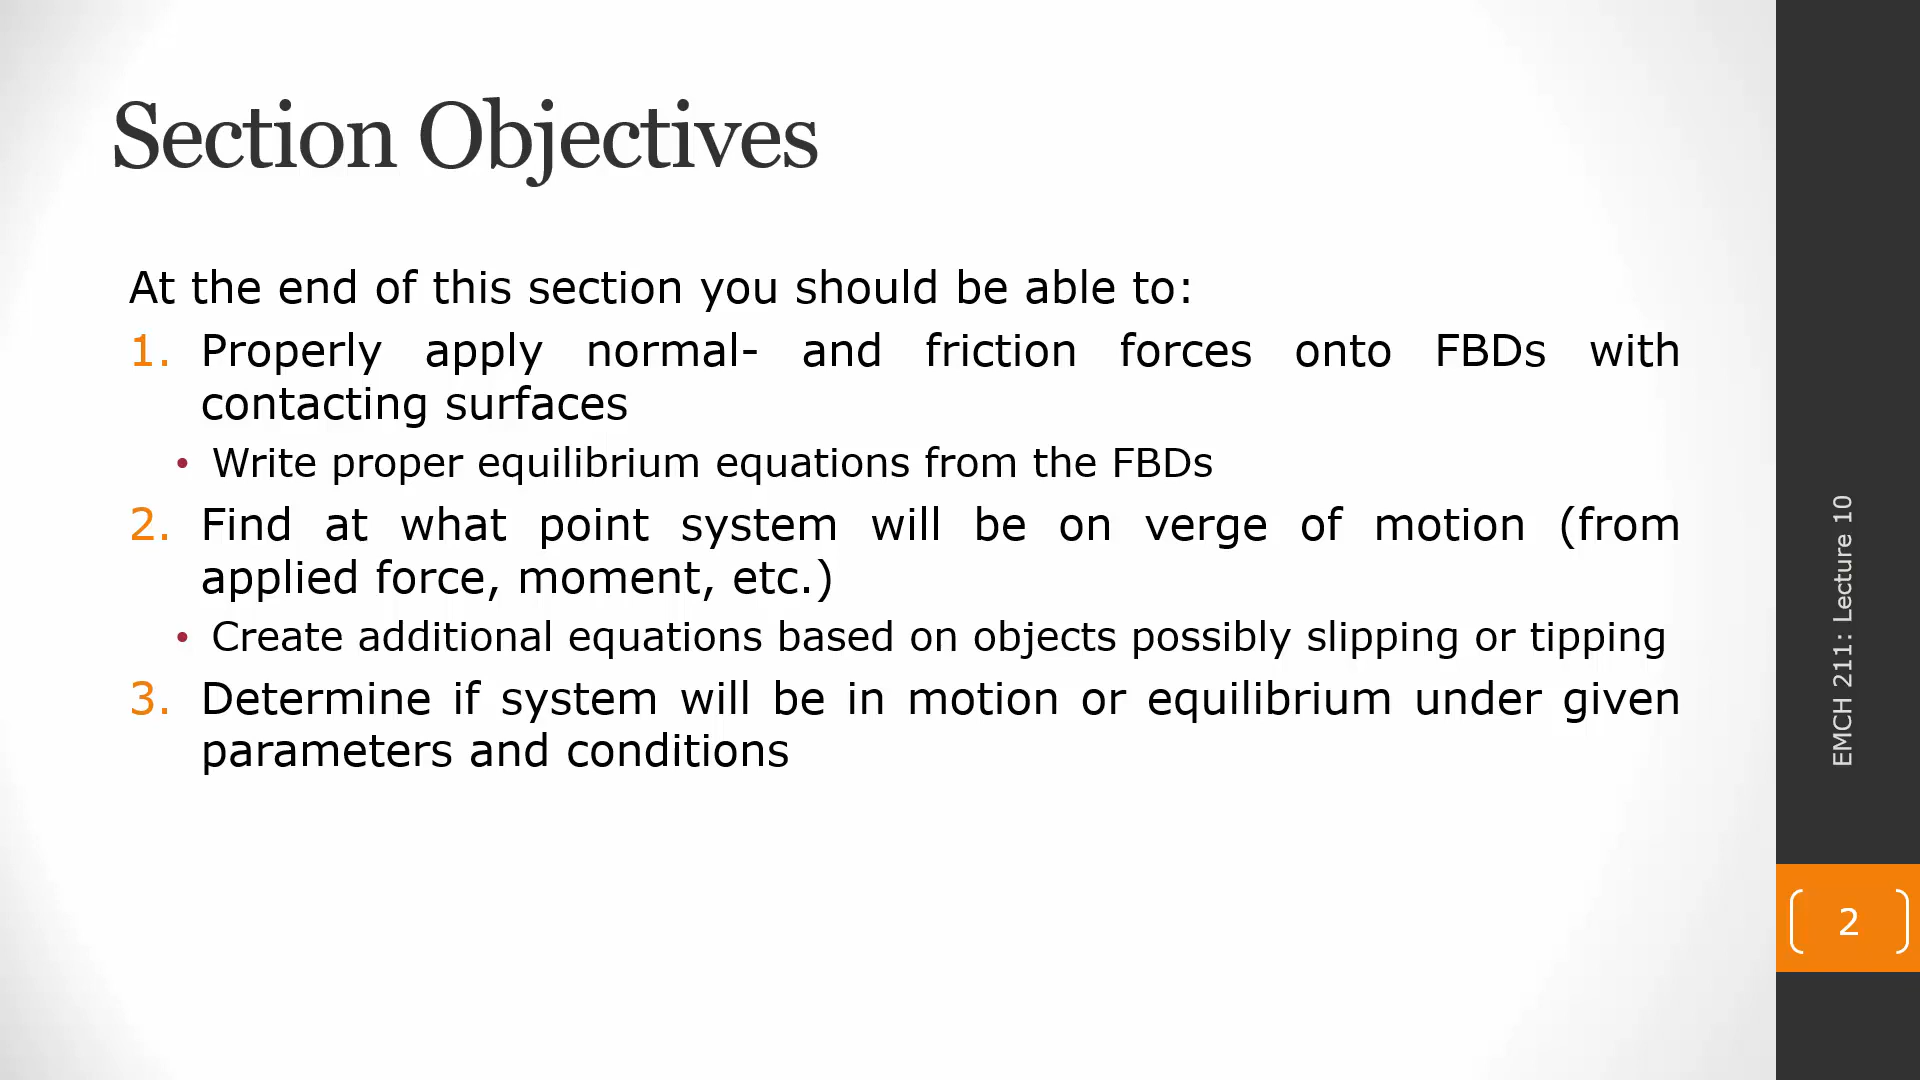 Section Objectives
At the end of this section you should be able to:
1. Properly apply normal- and friction forces onto FBDs with
contacting surfaces
• Write proper equilibrium equations from the FBDs
2. Find at what point system will be on verge of motion (from
applied force, moment, etc.)
• Create additional equations based on objects possibly slipping or tipping
3. Determine if system will be in motion or equilibrium under given
parameters and conditions
EMCH 211: Lecture 10
2